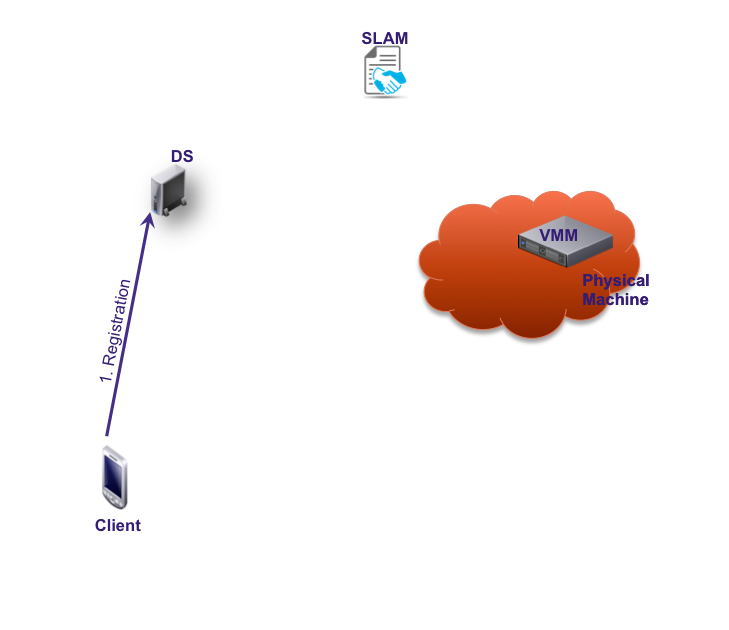 SLAM
DS
VMM
Physical
Machine
1. Registration
Client